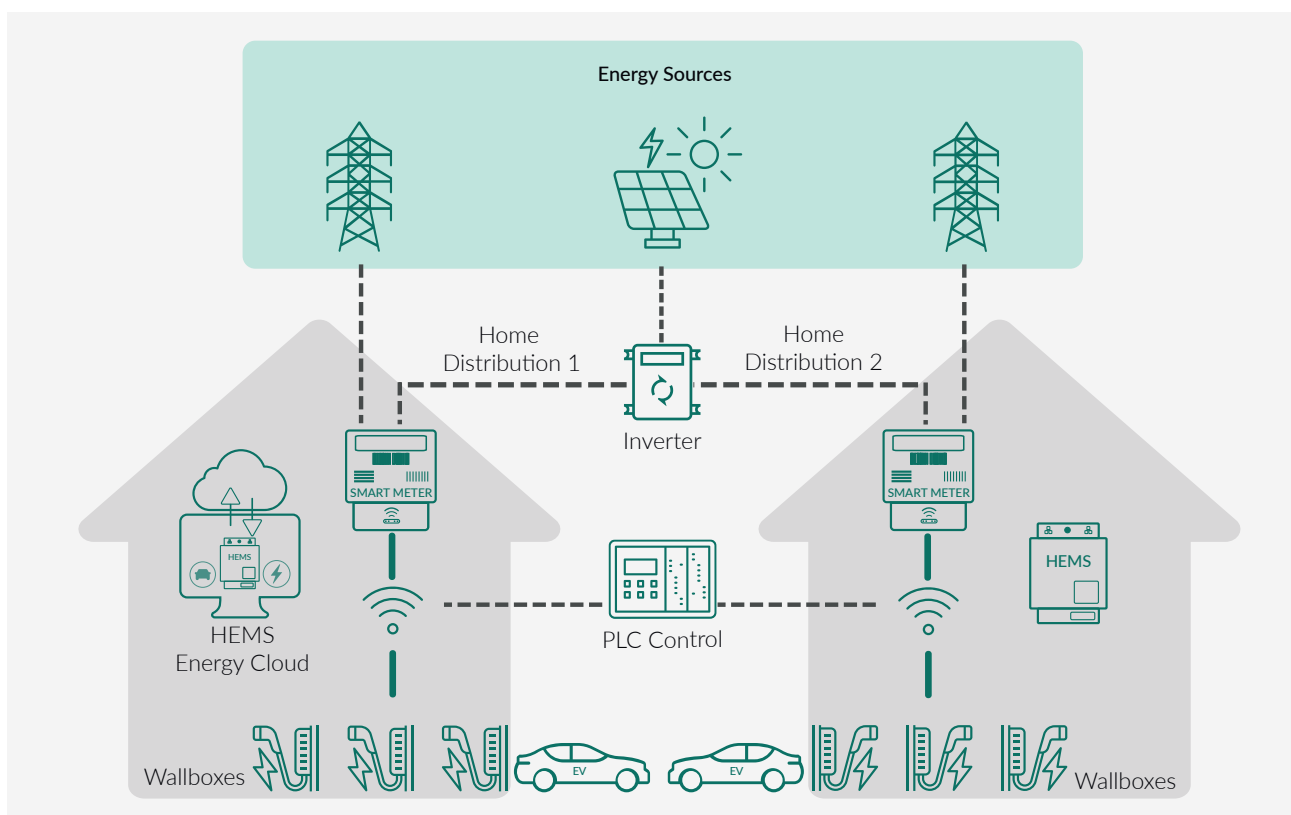 Energy Sources
Home
Distribution 1
Home
Distribution 2
Inverter
SMART METER
SMART METER
HEMS
HEMS
HEMS
Energy Cloud
PLC Control
Wallboxes
EV
EV
Wallboxes